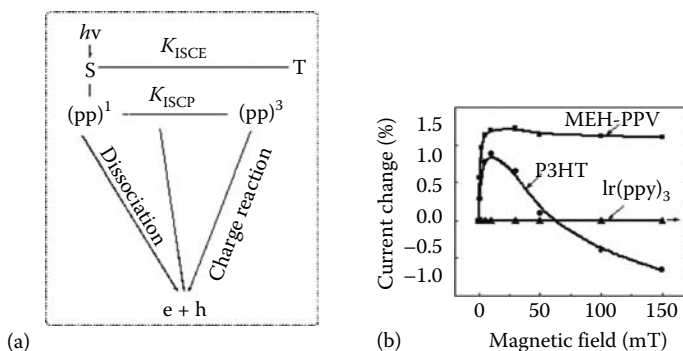 hν
K_ISCE
S T
K_ISCP
(pp)¹ (pp)³
Dissociation
Charge reaction
e + h
(a)
Current change (%)
1.5
1.0
0.5
0.0
−0.5
−1.0
MEH-PPV
P3HT
lr(ppy)₃
0 50 100 150
Magnetic field (mT)
(b)